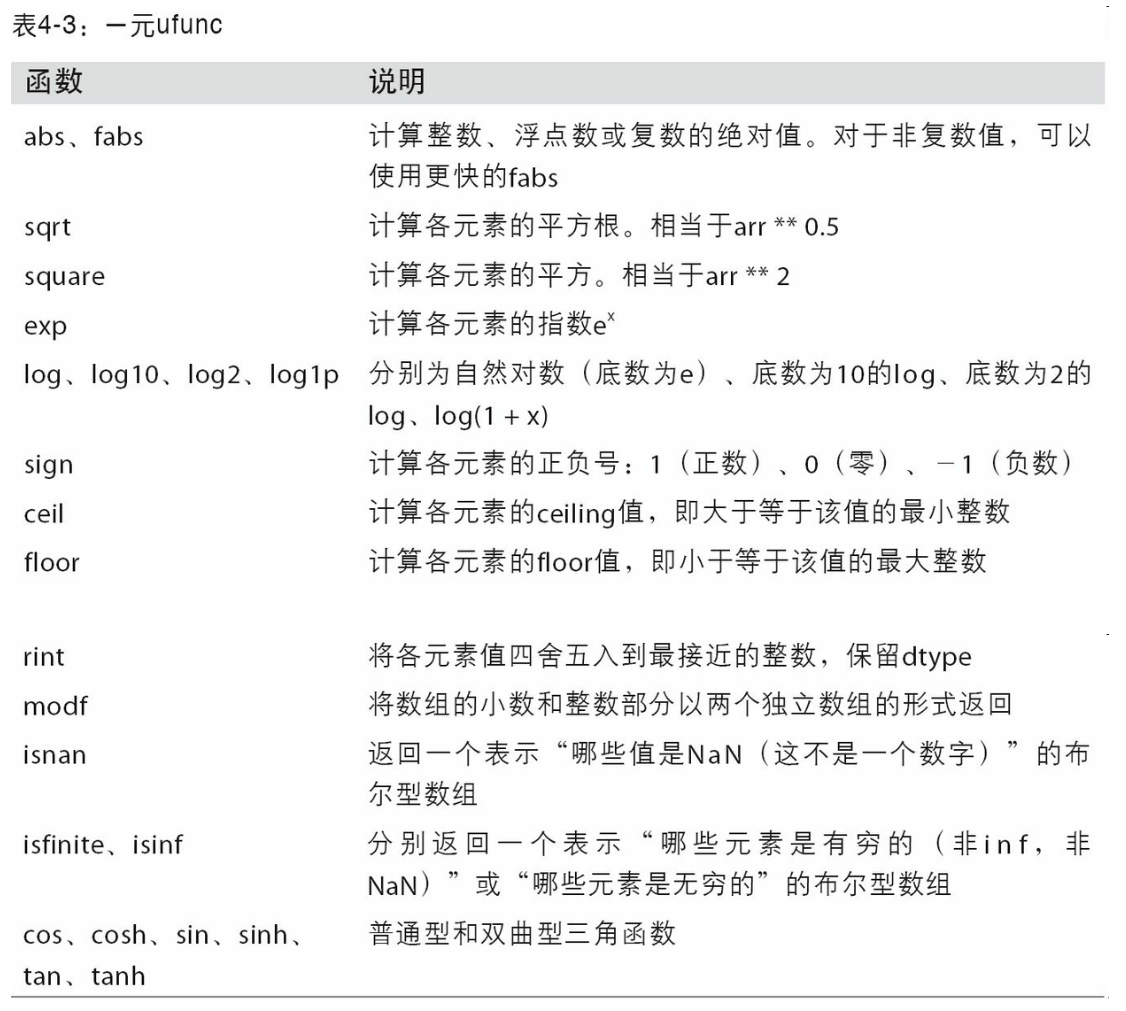 表4-3：一元ufunc
函数 说明
abs、fabs 计算整数、浮点数或复数的绝对值。对于非复数值，可以
使用更快的fabs
sqrt 计算各元素的平方根。相当于arr ** 0.5
square 计算各元素的平方。相当于arr ** 2
exp 计算各元素的指数eˣ
log、log10、log2、log1p 分别为自然对数（底数为e）、底数为10的log、底数为2的
log、log(1 + x)
sign 计算各元素的正负号：1（正数）、0（零）、－1（负数）
ceil 计算各元素的ceiling值，即大于等于该值的最小整数
floor 计算各元素的floor值，即小于等于该值的最大整数
rint 将各元素值四舍五入到最接近的整数，保留dtype
modf 将数组的小数和整数部分以两个独立数组的形式返回
isnan 返回一个表示“哪些值是NaN（这不是一个数字）”的布
尔型数组
isfinite、isinf 分别返回一个表示“哪些元素是有穷的（非inf，非
NaN）”或“哪些元素是无穷的”的布尔型数组
cos、cosh、sin、sinh、 普通型和双曲型三角函数
tan、tanh